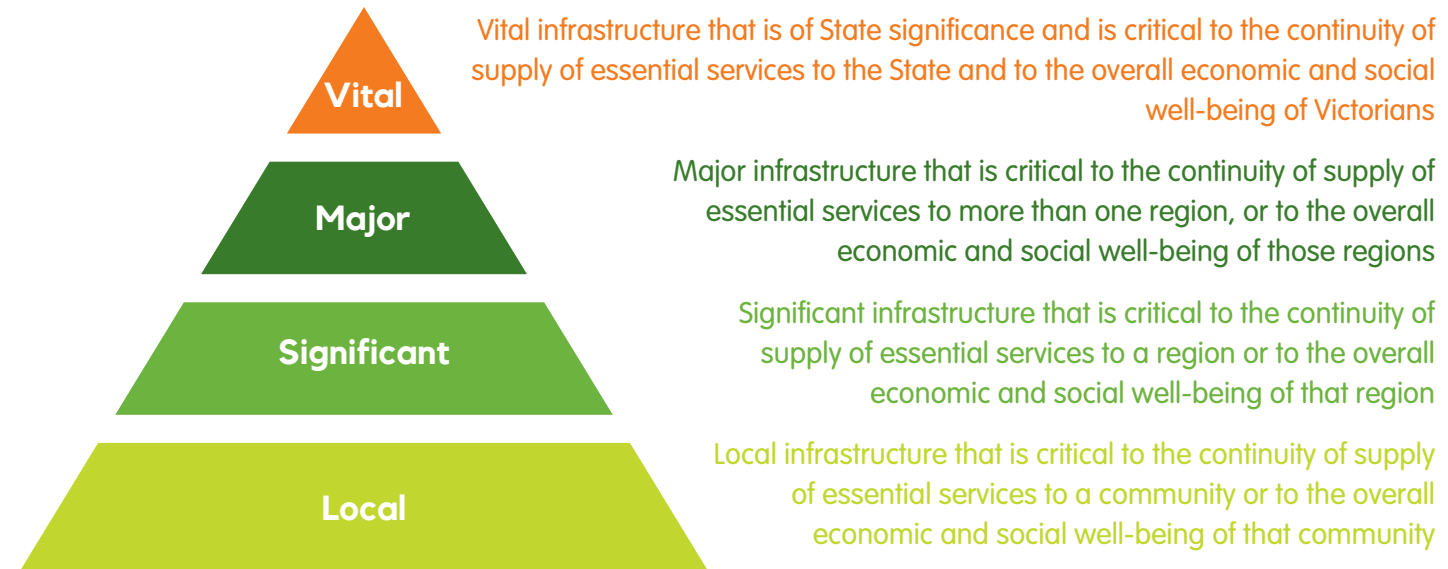 Vital
Vital infrastructure that is of State significance and is critical to the continuity of
supply of essential services to the State and to the overall economic and social
well-being of Victorians
Major
Major infrastructure that is critical to the continuity of supply of
essential services to more than one region, or to the overall
economic and social well-being of those regions
Significant
Significant infrastructure that is critical to the continuity of
supply of essential services to a region or to the overall
economic and social well-being of that region
Local
Local infrastructure that is critical to the continuity of supply
of essential services to a community or to the overall
economic and social well-being of that community